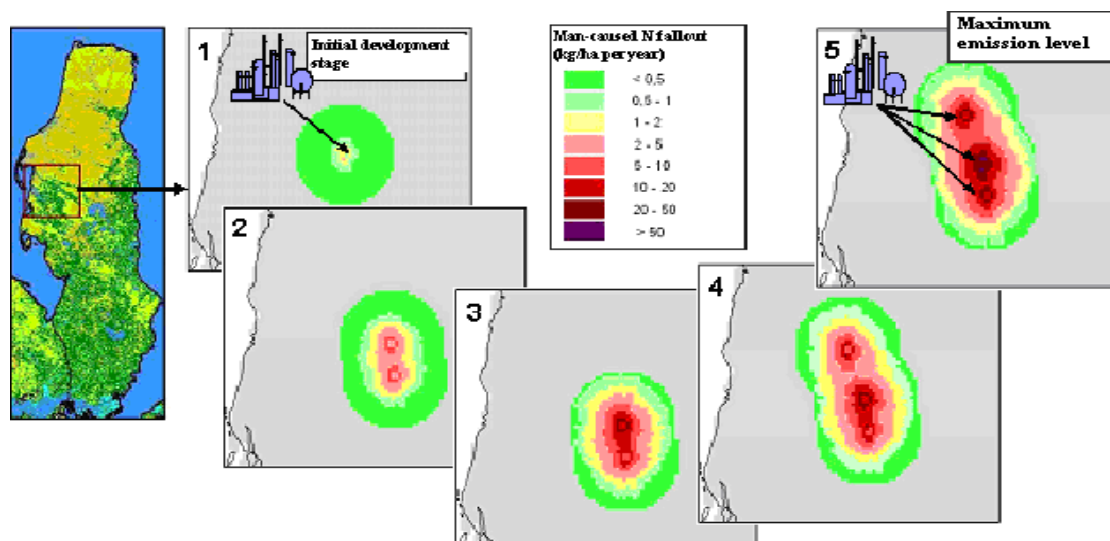 1
Initial development
stage
2
3
4
5
Maximum
emission level
Man-caused N fallout
(kg/ha per year)
< 0,5
0,5 - 1
1 - 2
2 - 5
5 - 10
10 - 20
20 - 50
> 50